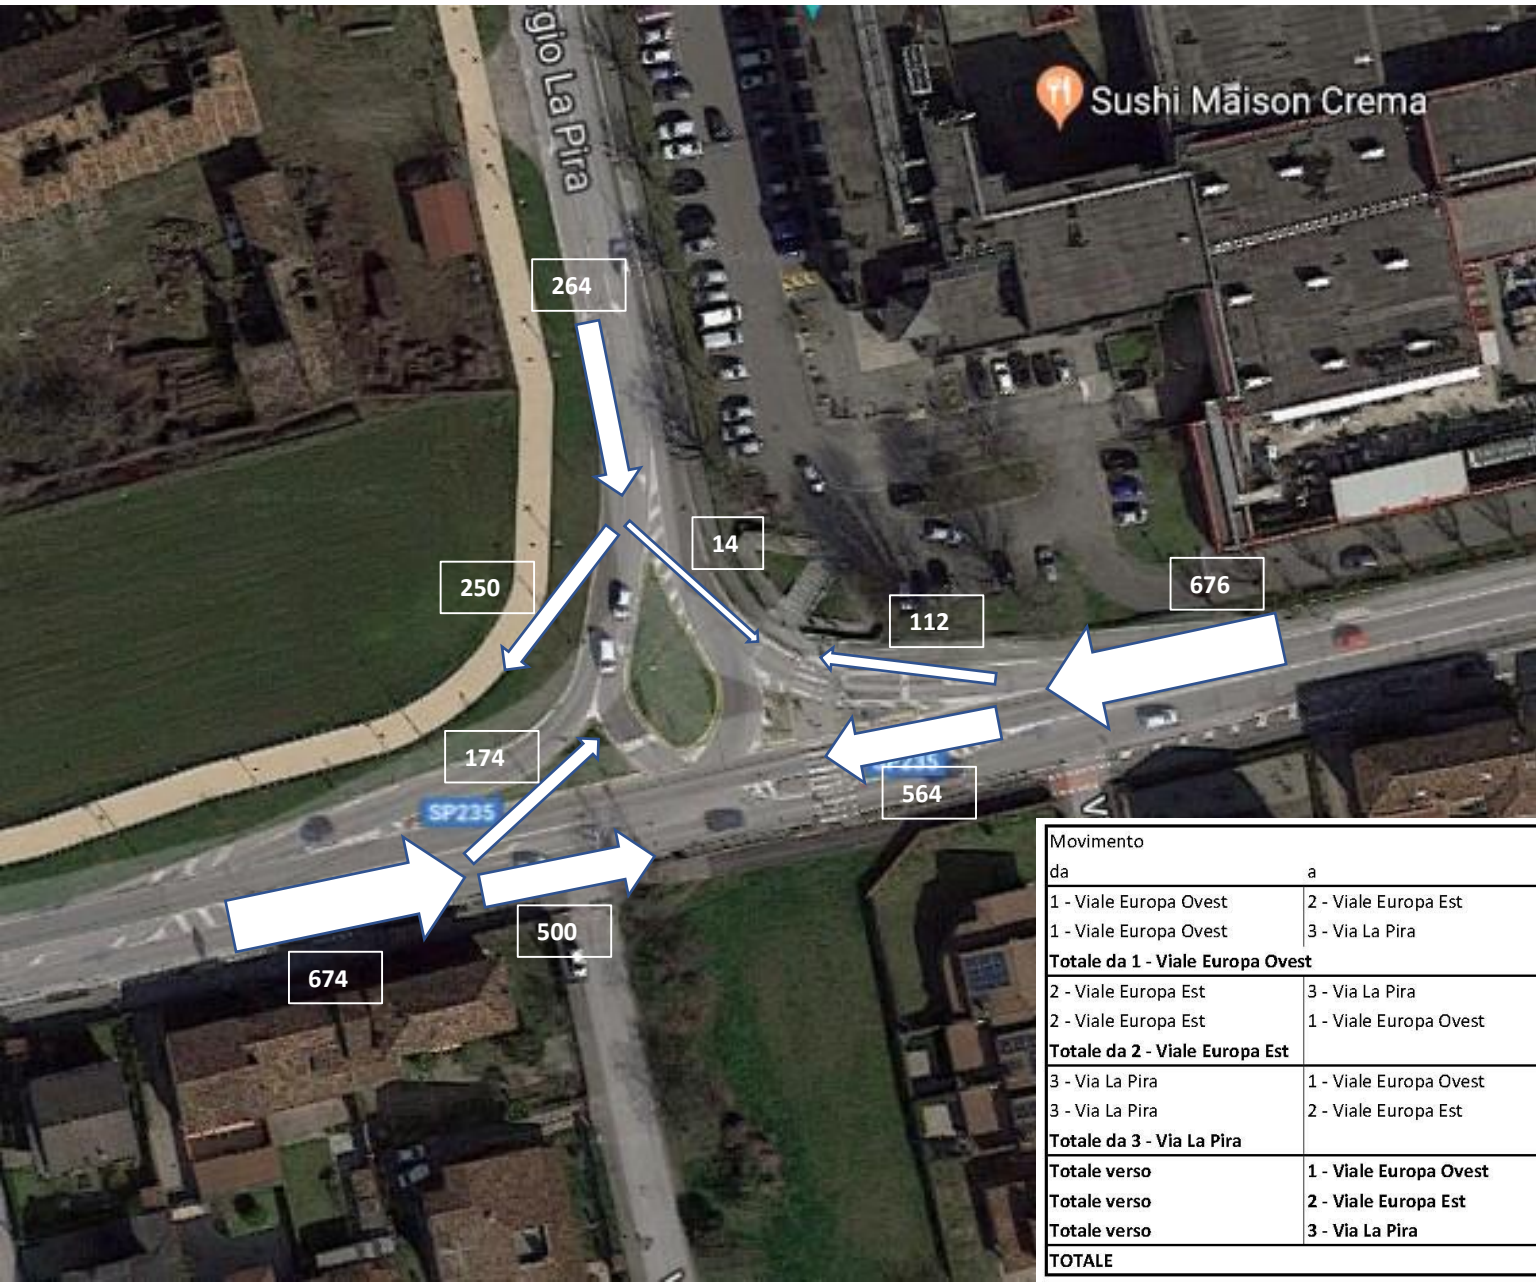 gio La Pira
Sushi Maison Crema
264
14
250
676
112
174
SP235
564
SP235
500
674
V
Movimento
da a
1 - Viale Europa Ovest 2 - Viale Europa Est
1 - Viale Europa Ovest 3 - Via La Pira
Totale da 1 - Viale Europa Ovest
2 - Viale Europa Est 3 - Via La Pira
2 - Viale Europa Est 1 - Viale Europa Ovest
Totale da 2 - Viale Europa Est
3 - Via La Pira 1 - Viale Europa Ovest
3 - Via La Pira 2 - Viale Europa Est
Totale da 3 - Via La Pira
Totale verso 1 - Viale Europa Ovest
Totale verso 2 - Viale Europa Est
Totale verso 3 - Via La Pira
TOTALE